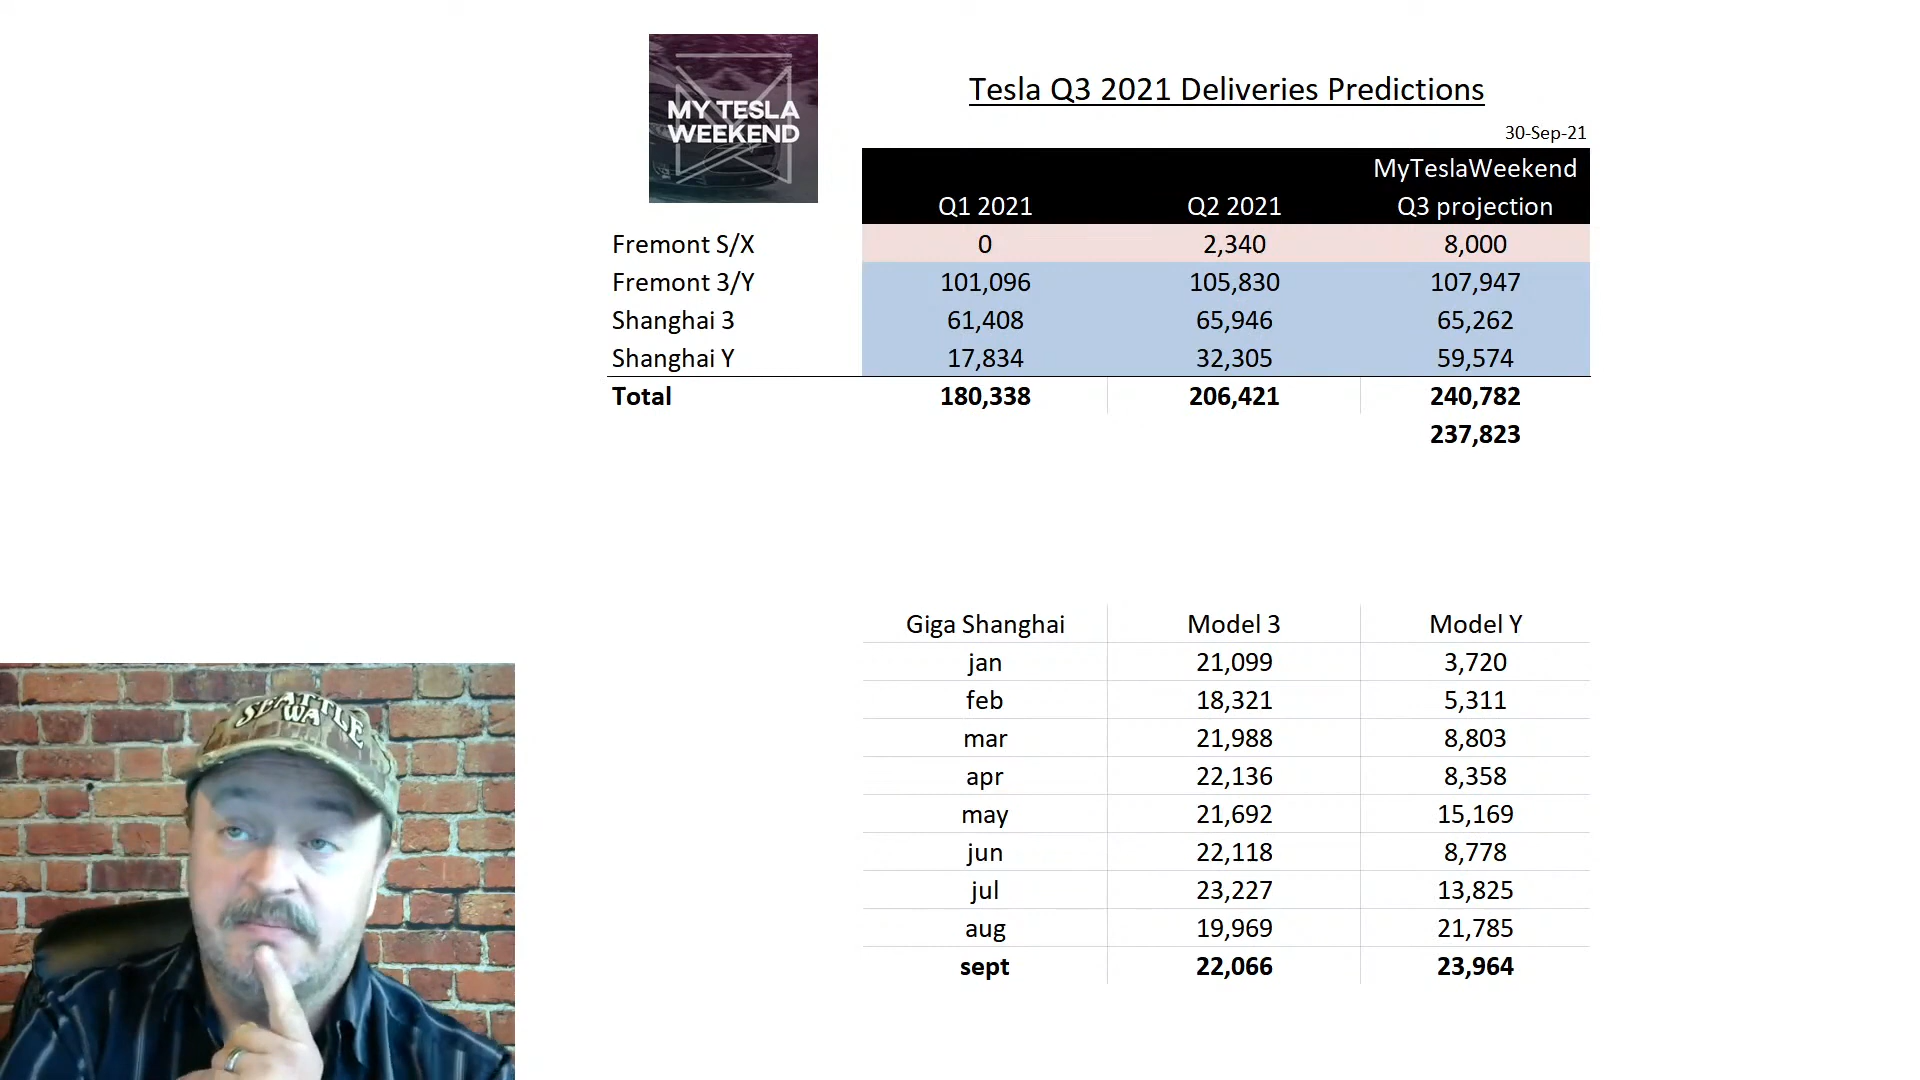 MY TESLA
WEEKEND
Tesla Q3 2021 Deliveries Predictions
30-Sep-21
MyTeslaWeekend
Q1 2021 Q2 2021 Q3 projection
Fremont S/X 0 2,340 8,000
Fremont 3/Y 101,096 105,830 107,947
Shanghai 3 61,408 65,946 65,262
Shanghai Y 17,834 32,305 59,574
Total 180,338 206,421 240,782
237,823
Giga Shanghai Model 3 Model Y
jan 21,099 3,720
feb 18,321 5,311
mar 21,988 8,803
apr 22,136 8,358
may 21,692 15,169
jun 22,118 8,778
jul 23,227 13,825
aug 19,969 21,785
sept 22,066 23,964
SEATTLE
WA